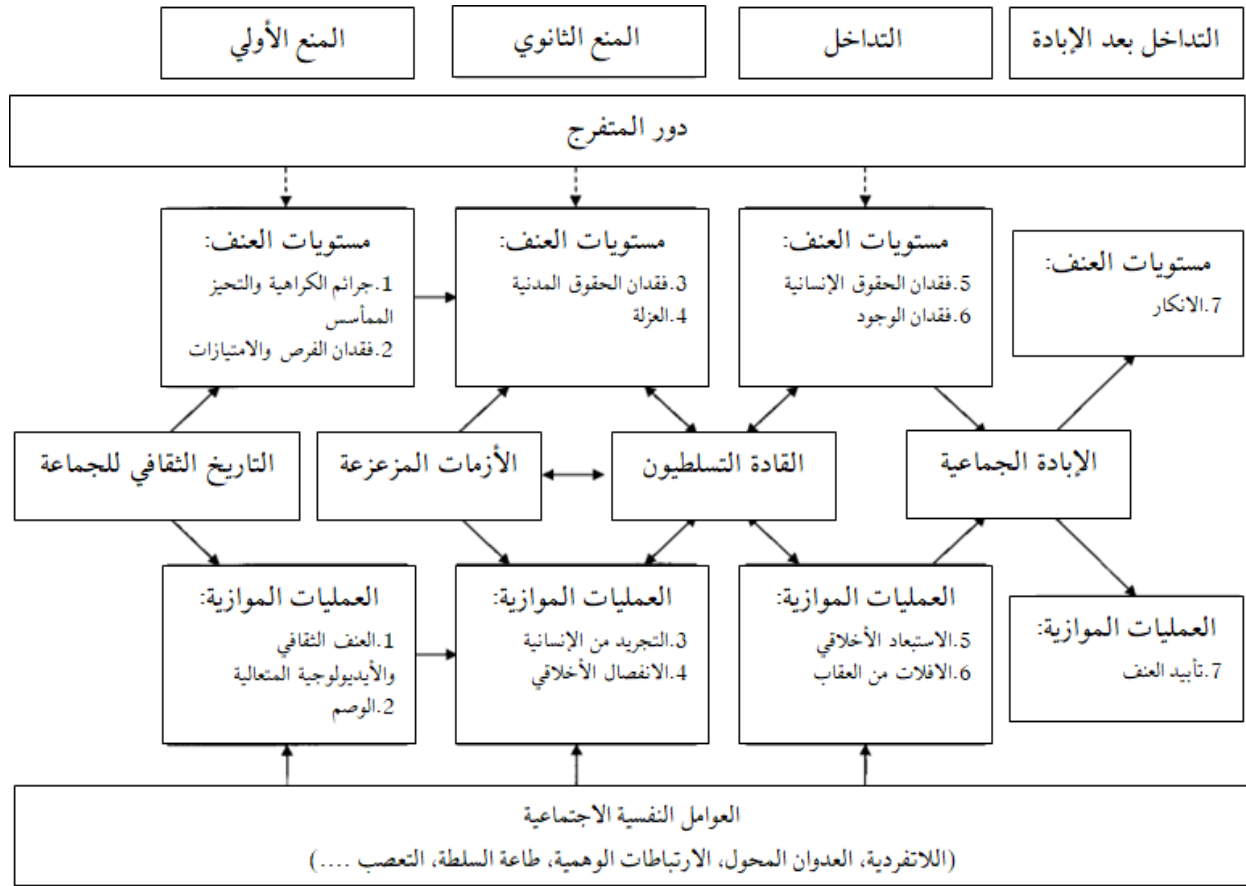 المنع الأولي
المنع الثانوي
التداخل
التداخل بعد الإبادة
دور المتفرج
مستويات العنف:
1.جرائم الكراهية والتحيز
الممأسس
2.فقدان الفرص والامتيازات
مستويات العنف:
3.فقدان الحقوق المدنية
4.العزلة
مستويات العنف:
5.فقدان الحقوق الإنسانية
6.فقدان الوجود
مستويات العنف:
7.الانكار
التاريخ الثقافي للجماعة
الأزمات المزعزعة
القادة التسلطيون
الإبادة الجماعية
العمليات الموازية:
1.العنف الثقافي
والأيديولوجية المتعالية
2.الوصم
العمليات الموازية:
3.التجريد من الإنسانية
4.الانفصال الأخلاقي
العمليات الموازية:
5.الاستبعاد الأخلاقي
6.الافلات من العقاب
العمليات الموازية:
7.تأبيد العنف
العوامل النفسية الاجتماعية
(اللاتفردية، العدوان المحول، الارتباطات الوهمية، طاعة السلطة، التعصب ....)